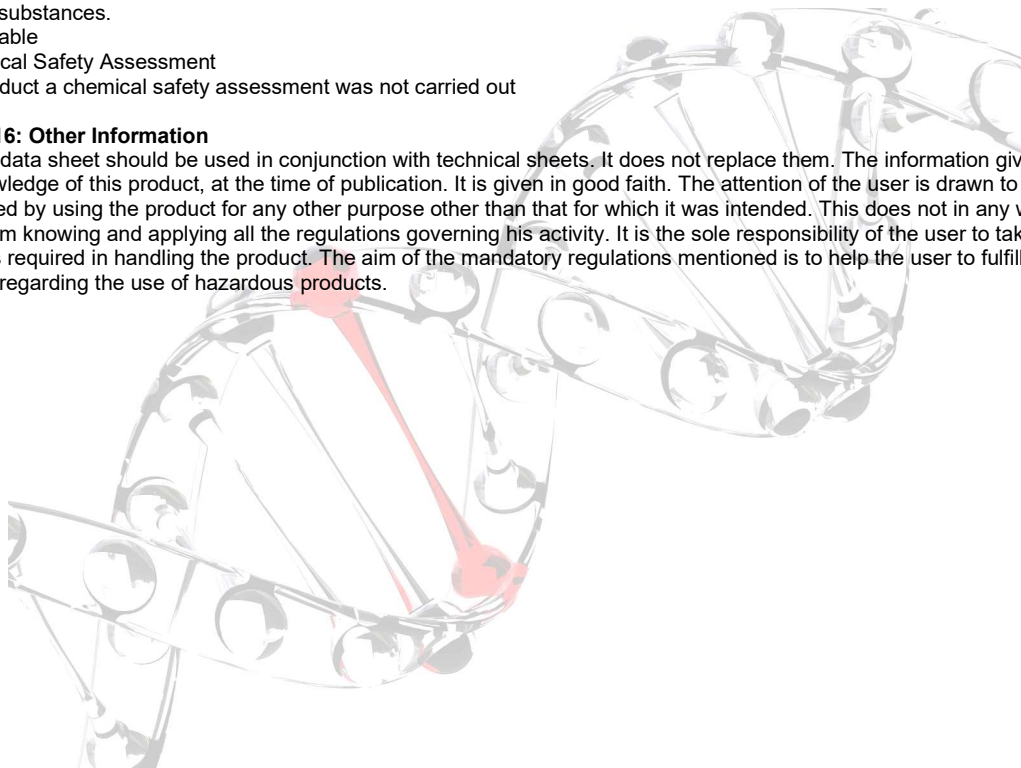 substances.
able
cal Safety Assessment
duct a chemical safety assessment was not carried out
16: Other Information
data sheet should be used in conjunction with technical sheets. It does not replace them. The information giv
wledge of this product, at the time of publication. It is given in good faith. The attention of the user is drawn to
ed by using the product for any other purpose other than that for which it was intended. This does not in any w
m knowing and applying all the regulations governing his activity. It is the sole responsibility of the user to tak
s required in handling the product. The aim of the mandatory regulations mentioned is to help the user to fulfill
regarding the use of hazardous products.